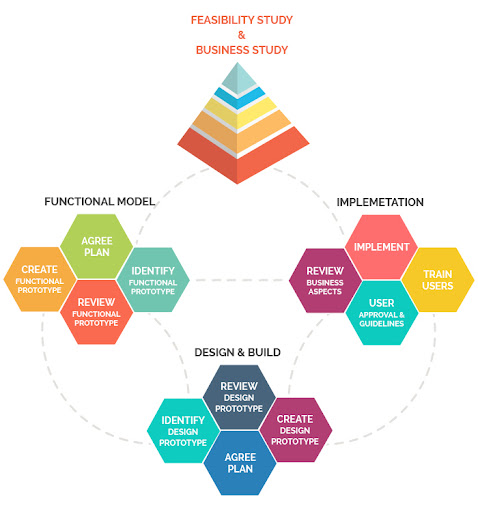 FEASIBILITY STUDY
&
BUSINESS STUDY
FUNCTIONAL MODEL
AGREE
PLAN
CREATE
FUNCTIONAL
PROTOTYPE
IDENTIFY
FUNCTIONAL
PROTOTYPE
REVIEW
FUNCTIONAL
PROTOTYPE
IMPLEMETATION
IMPLEMENT
REVIEW
BUSINESS
ASPECTS
TRAIN
USERS
USER
APPROVAL &
GUIDELINES
DESIGN & BUILD
REVIEW
DESIGN
PROTOTYPE
IDENTIFY
DESIGN
PROTOTYPE
CREATE
DESIGN
PROTOTYPE
AGREE
PLAN